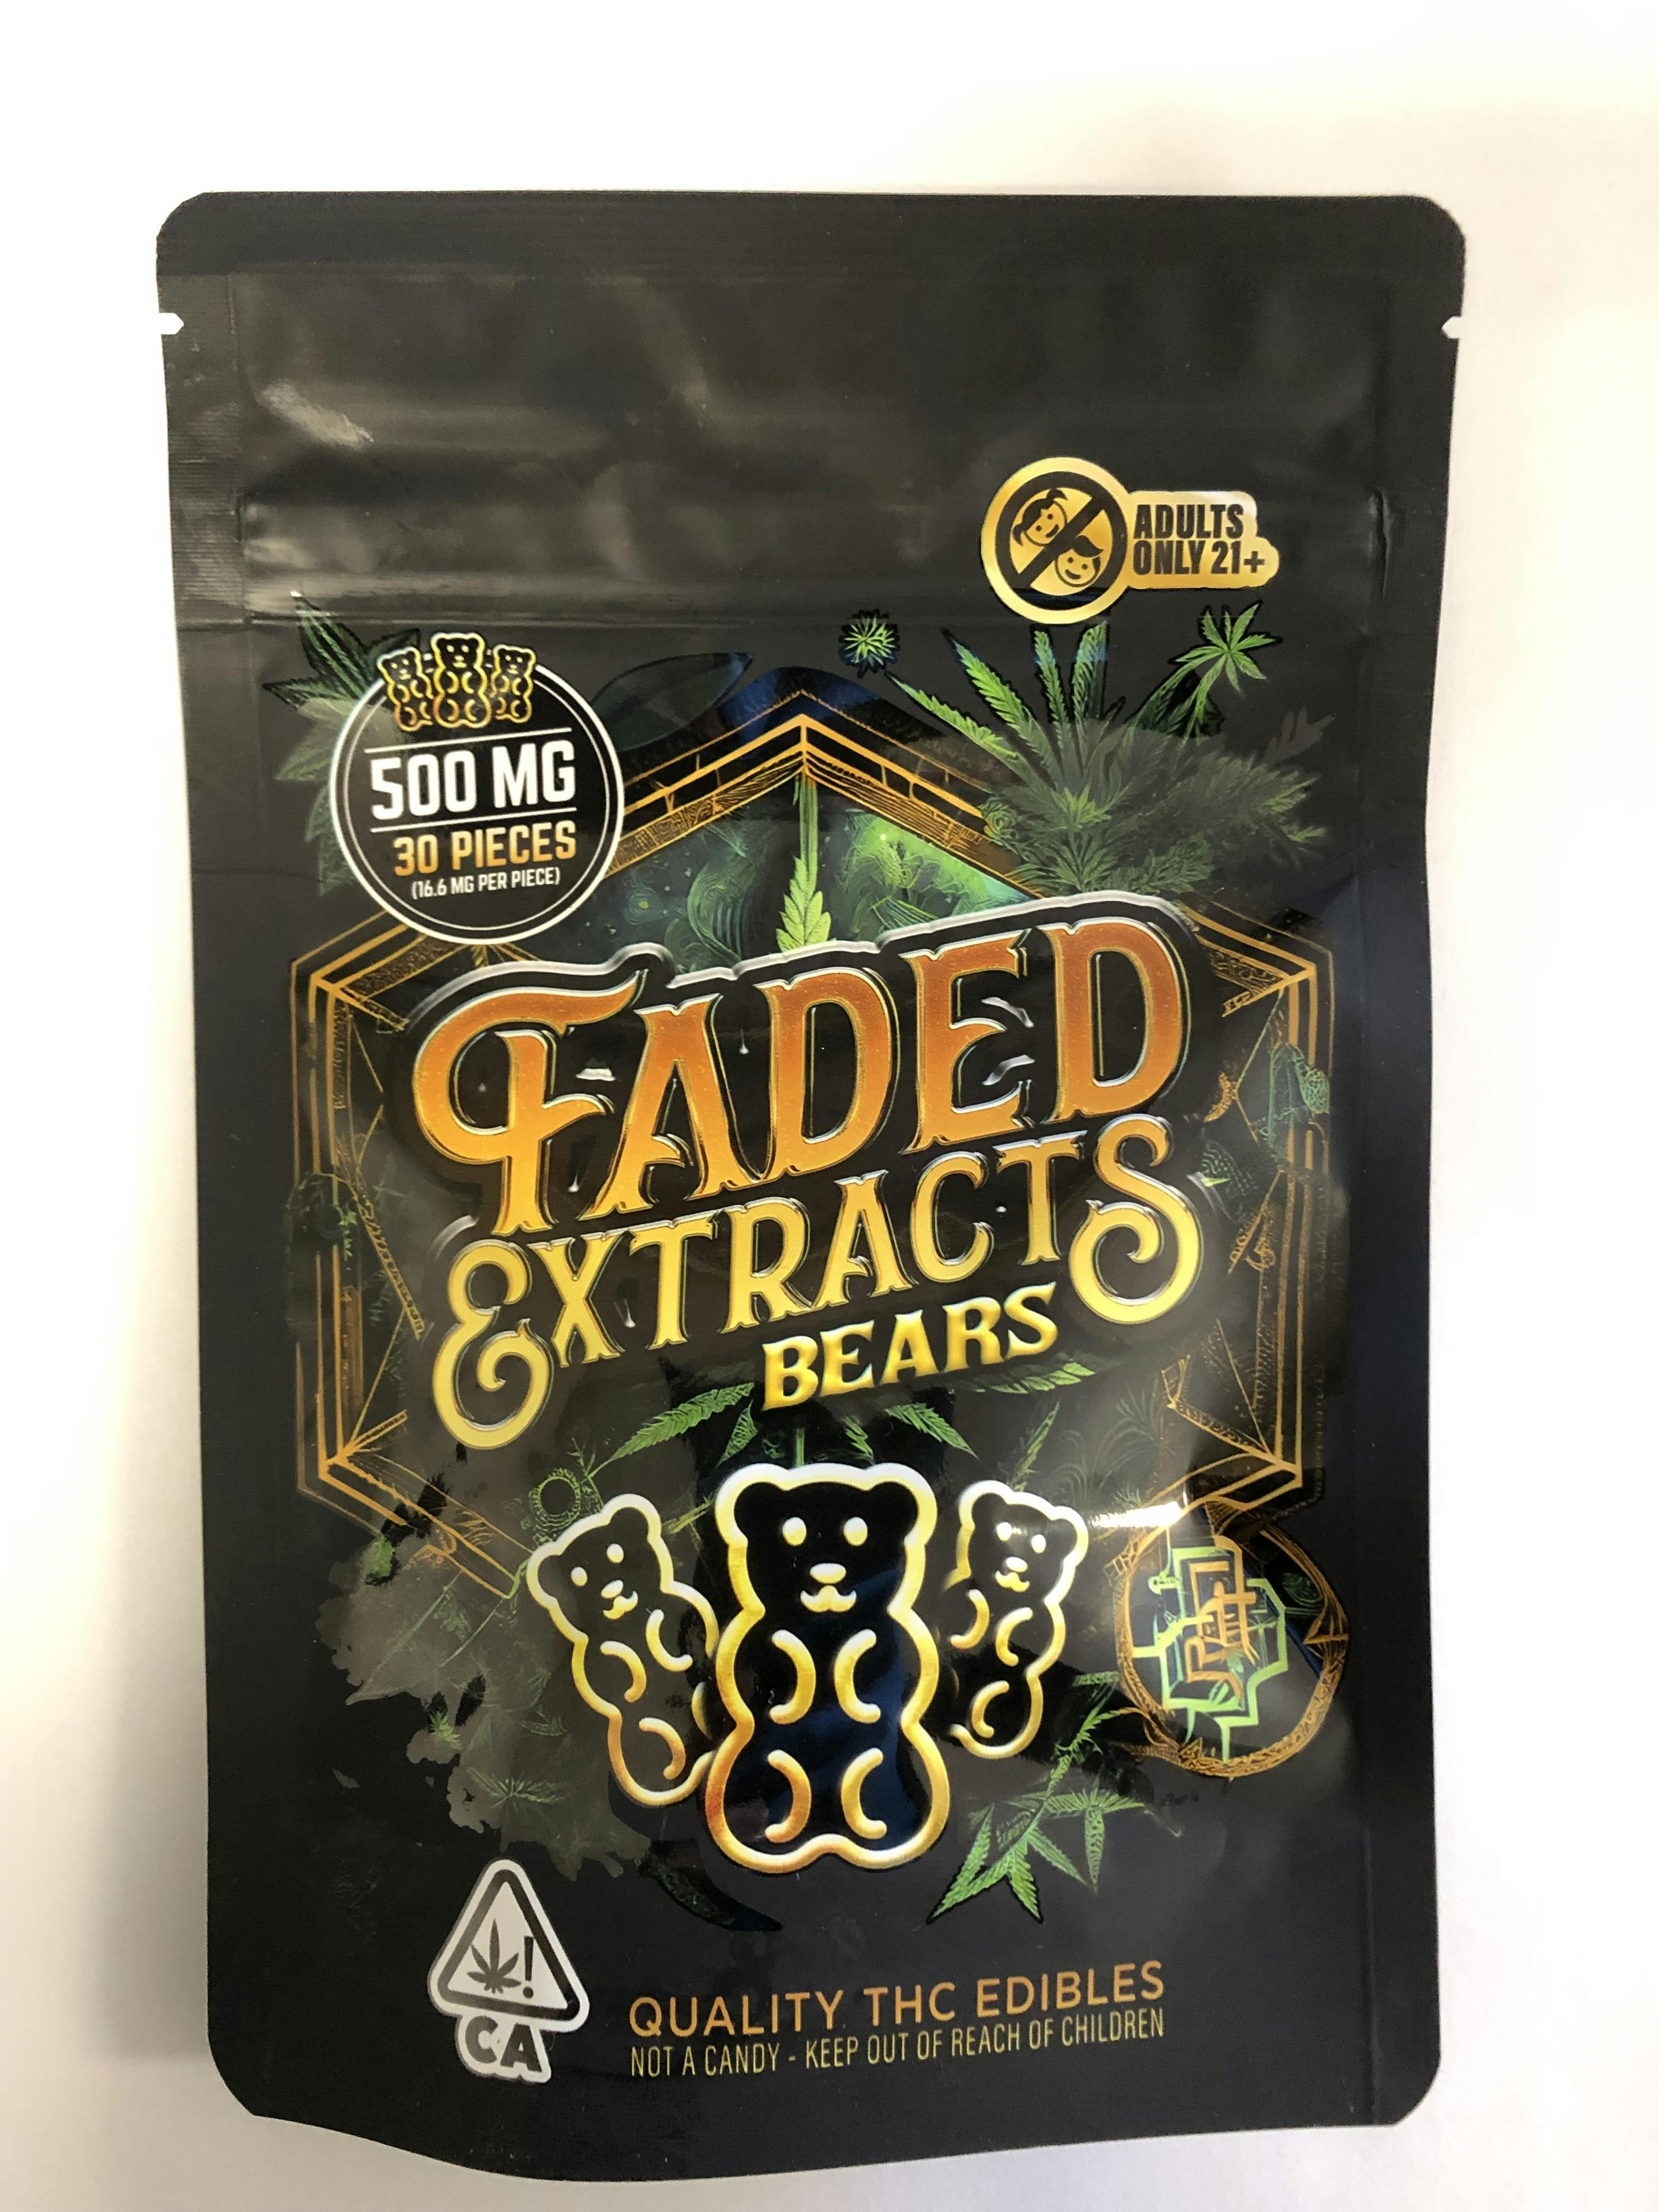 ADULTS
ONLY 21+
500 MG
30 PIECES
(16.6 MG PER PIECE)
FADED
EXTRACTS
BEARS
CA
QUALITY THC EDIBLES
NOT A CANDY - KEEP OUT OF REACH OF CHILDREN